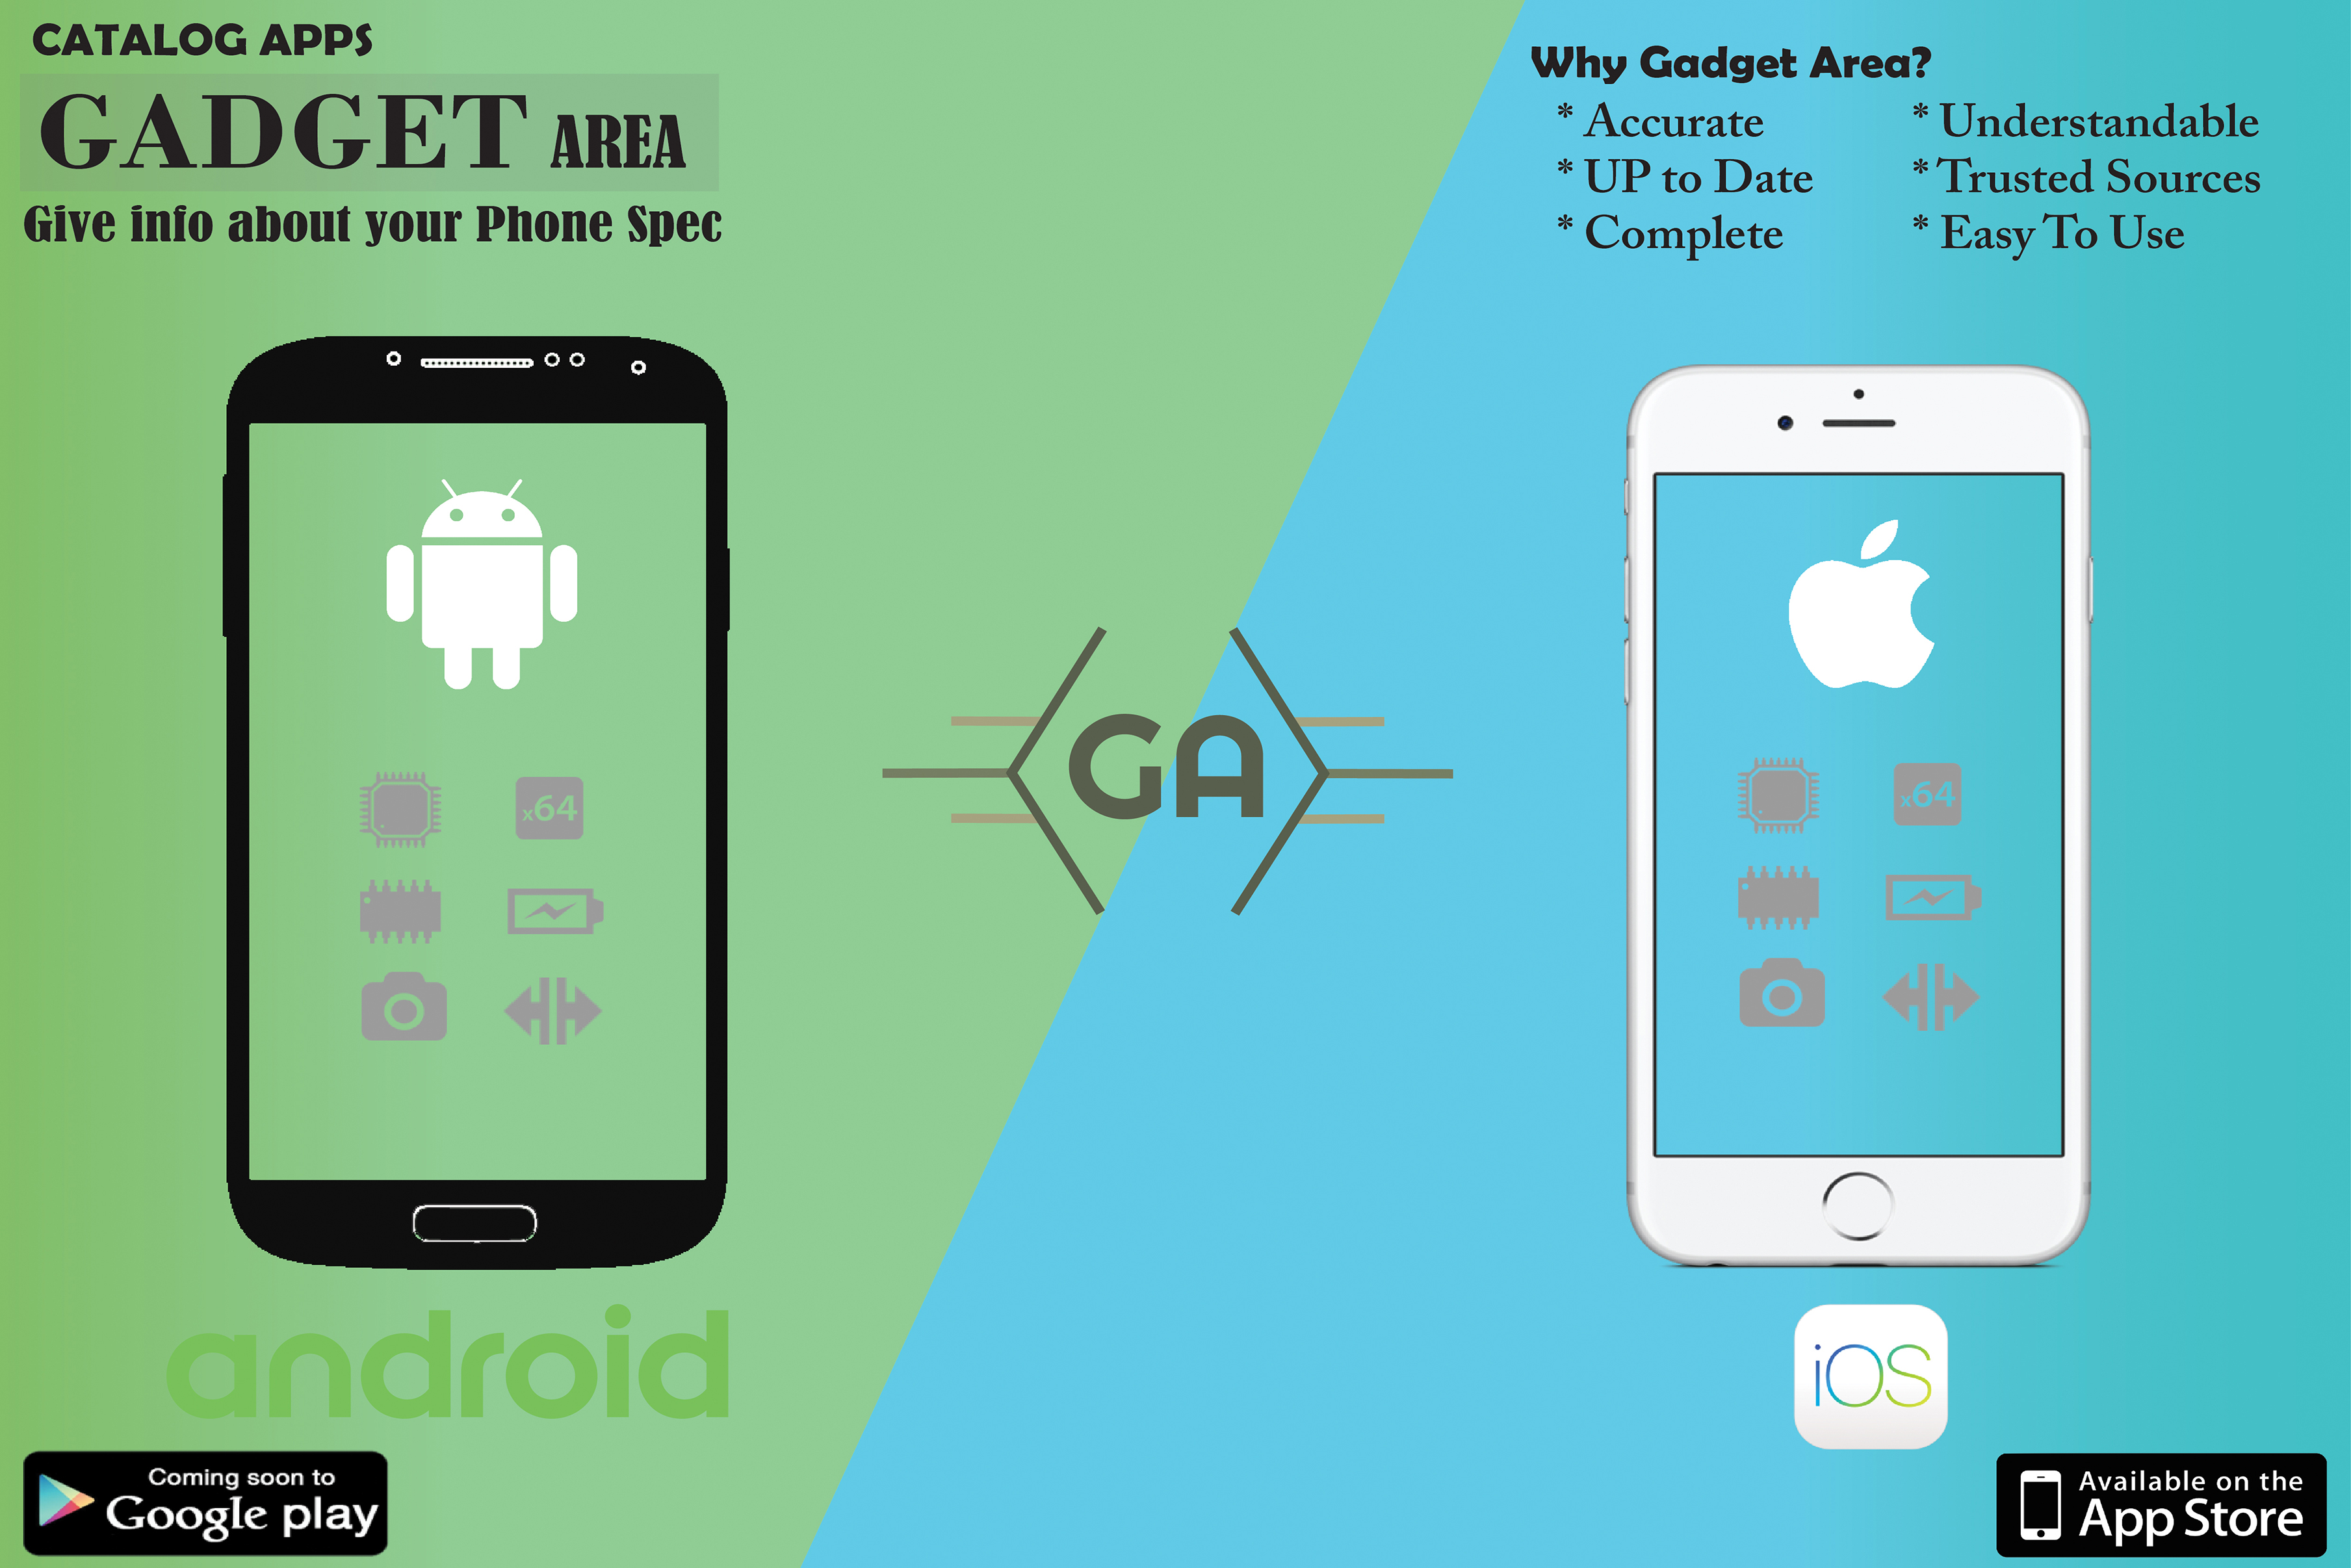 CATALOG APPS
GADGET AREA
Give info about your Phone Spec
Why Gadget Area?
* Accurate
* UP to Date
* Complete
* Understandable
* Trusted Sources
* Easy To Use
x64
GA
x64
android
iOS
Coming soon to
Google play
Available on the
App Store